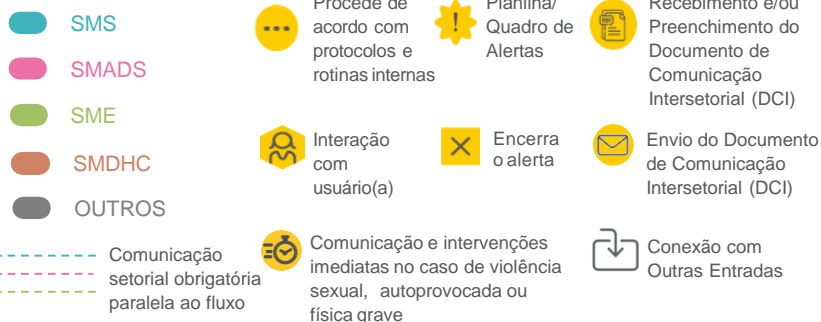 SMS
SMADS
SME
SMDHC
OUTROS
Comunicação
setorial obrigatória
paralela ao fluxo
Procede de
acordo com
protocolos e
rotinas internas
Planilha/
Quadro de
Alertas
Recebimento e/ou
Preenchimento do
Documento de
Comunicação
Intersetorial (DCI)
Interação
com
usuário(a)
Encerra
o alerta
Envio do Documento
de Comunicação
Intersetorial (DCI)
Comunicação e intervenções
imediatas no caso de violência
sexual, autoprovocada ou
física grave
Conexão com
Outras Entradas